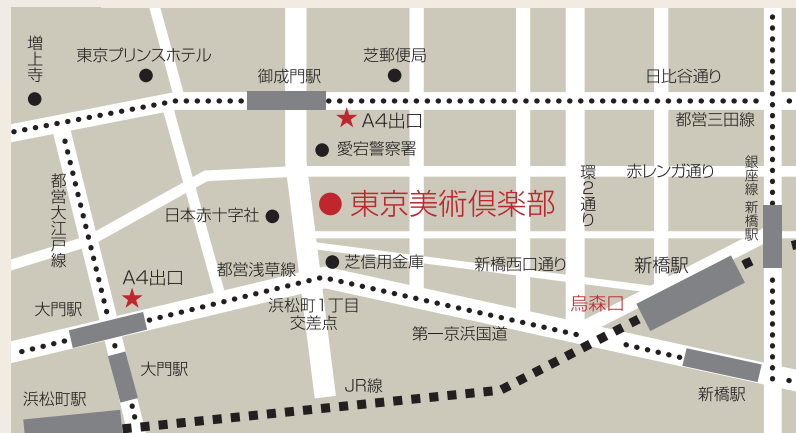 増上寺
東京プリンスホテル
御成門駅
芝郵便局
日比谷通り
A4出口
都営三田線
愛宕警察署
赤レンガ通り
環2通り
銀座線 新橋駅
都営大江戸線
東京美術倶楽部
日本赤十字社
芝信用金庫
新橋西口通り
新橋駅
A4出口
都営浅草線
烏森口
大門駅
浜松町1丁目
交差点
第一京浜国道
大門駅
JR線
新橋駅
浜松町駅